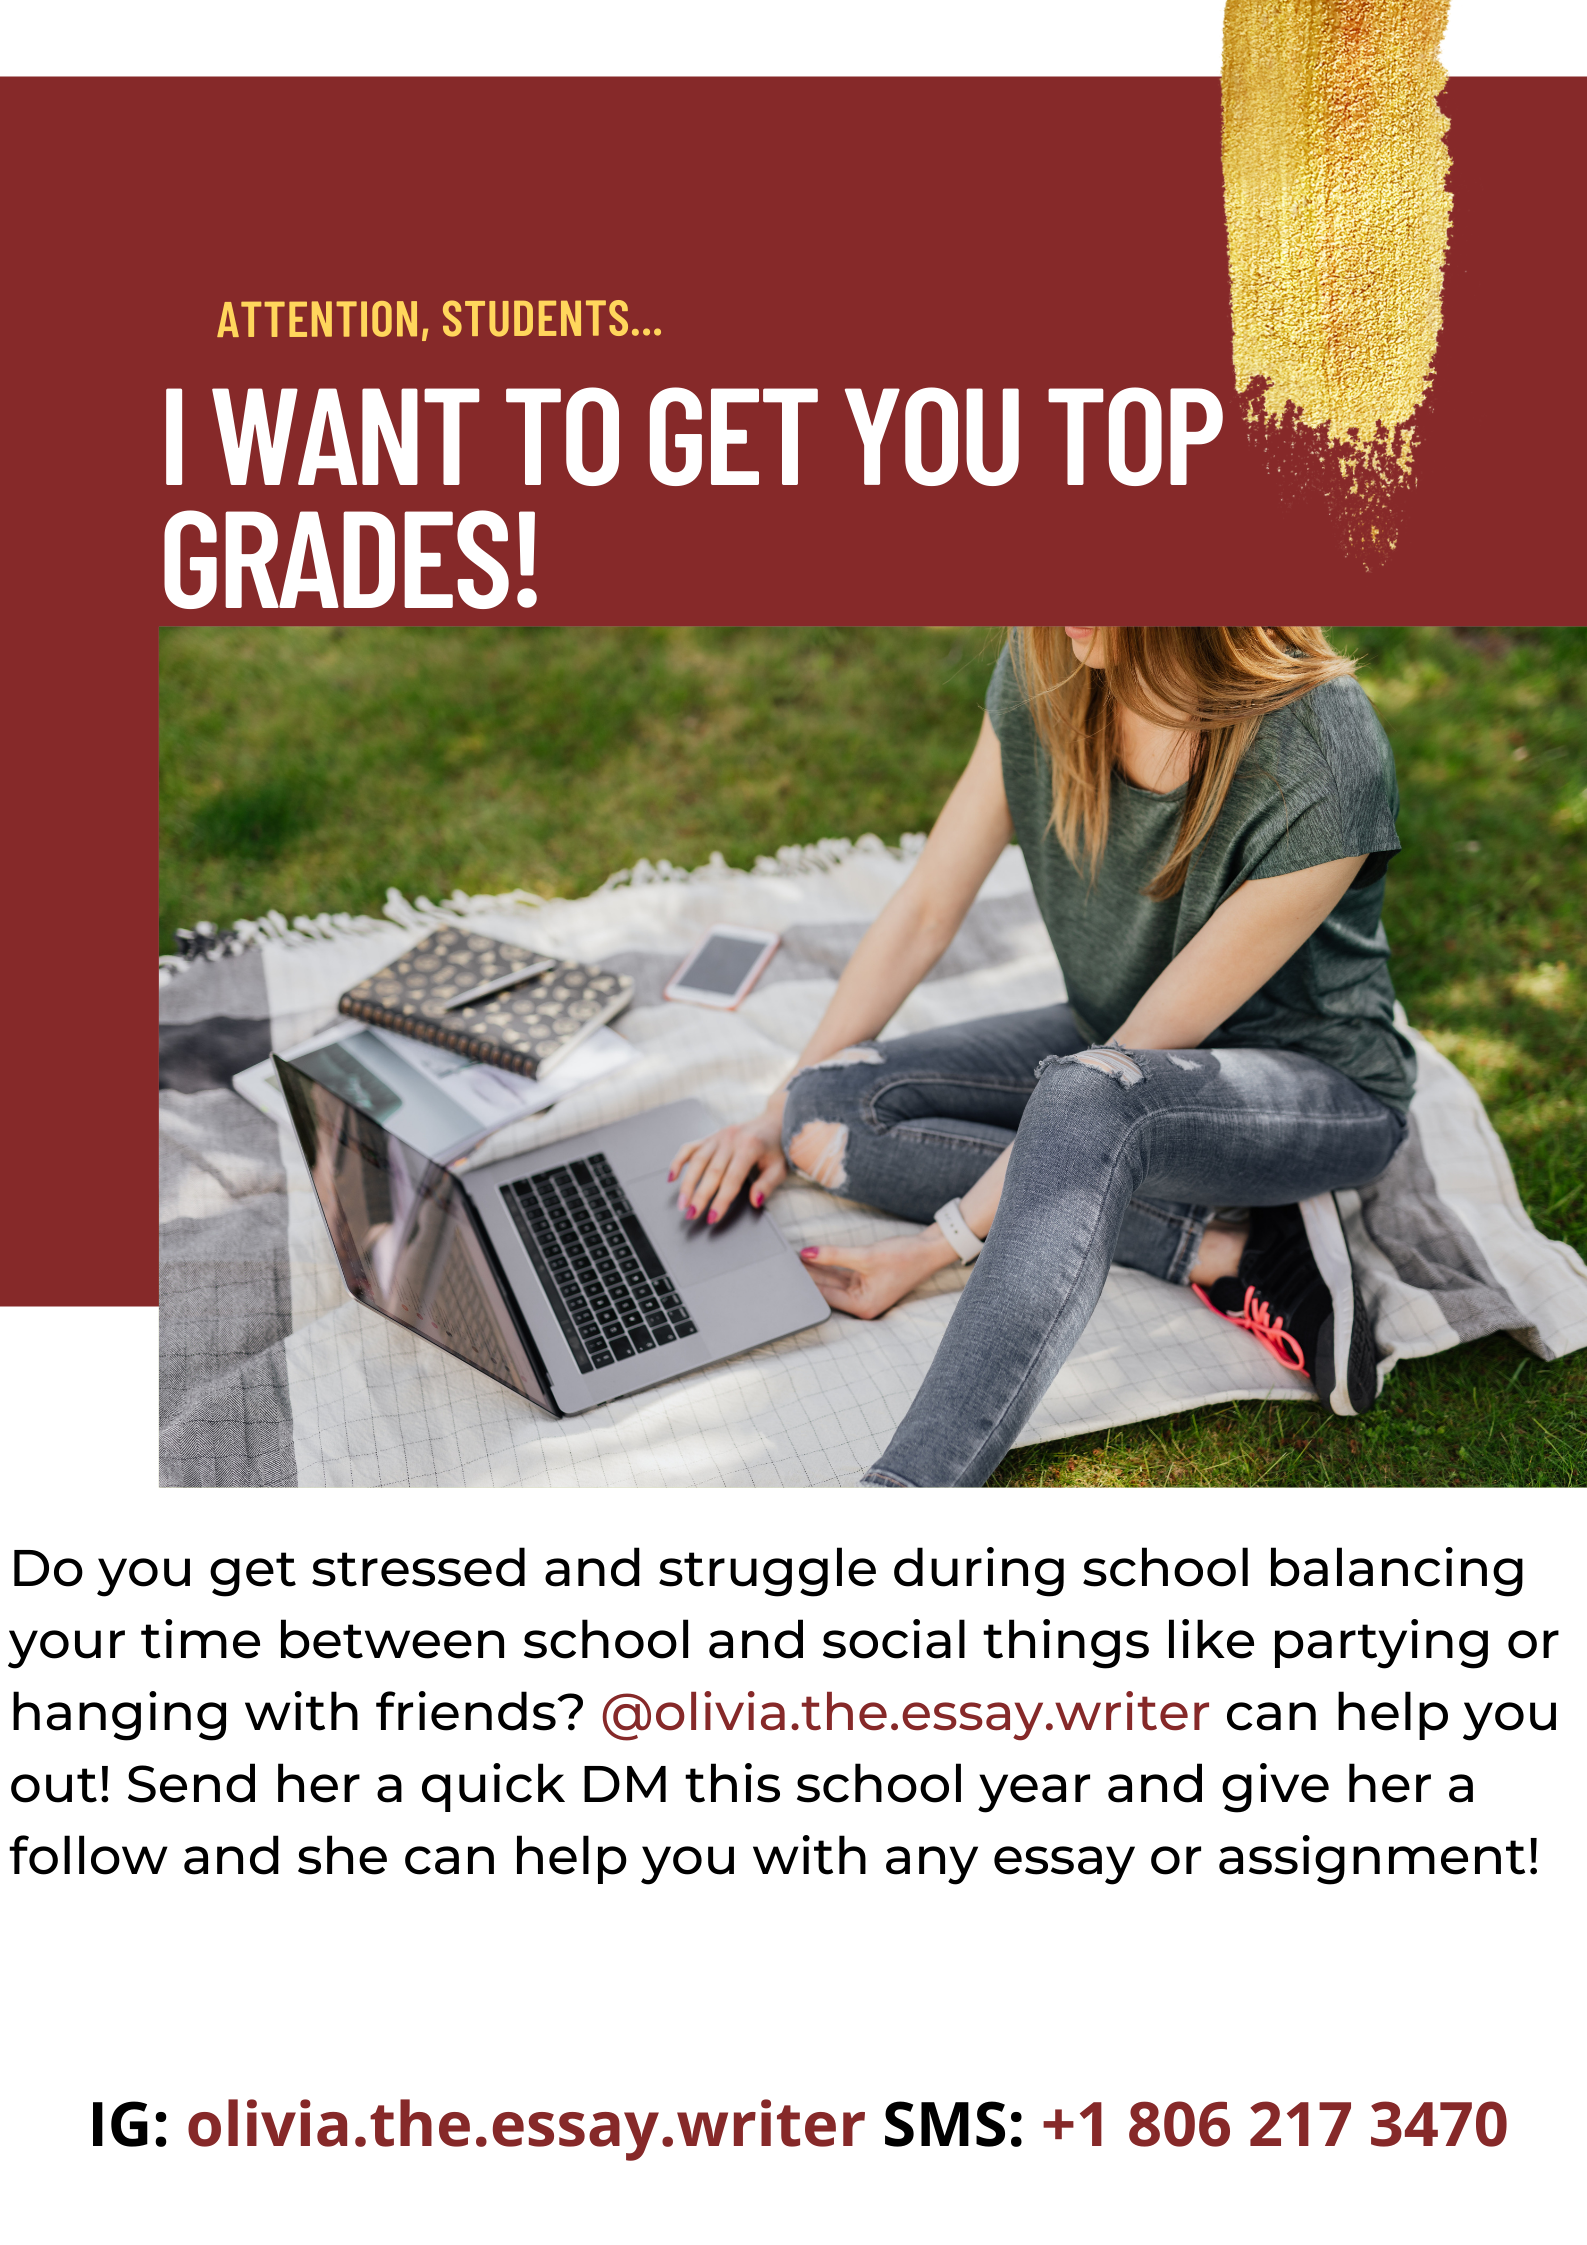 ATTENTION, STUDENTS...
I WANT TO GET YOU TOP
GRADES!
Do you get stressed and struggle during school balancing
your time between school and social things like partying or
hanging with friends? @olivia.the.essay.writer can help you
out! Send her a quick DM this school year and give her a
follow and she can help you with any essay or assignment!
IG: olivia.the.essay.writer SMS: +1 806 217 3470